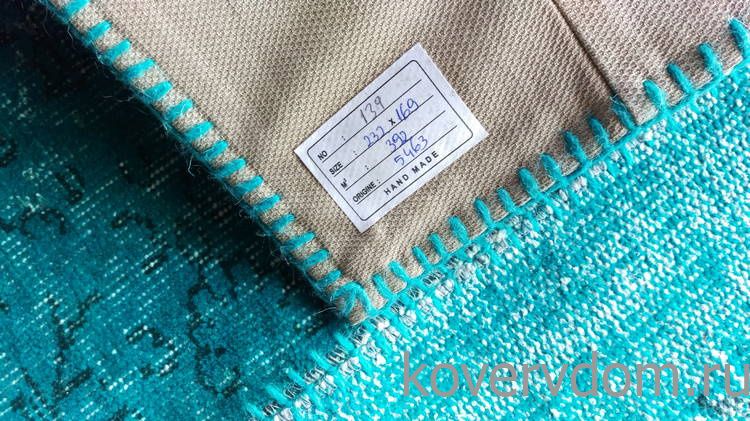 NO : 139
SIZE : 232 x 169
M² : 392
ORIGINE : 5463
HAND MADE
kovervdom.ru